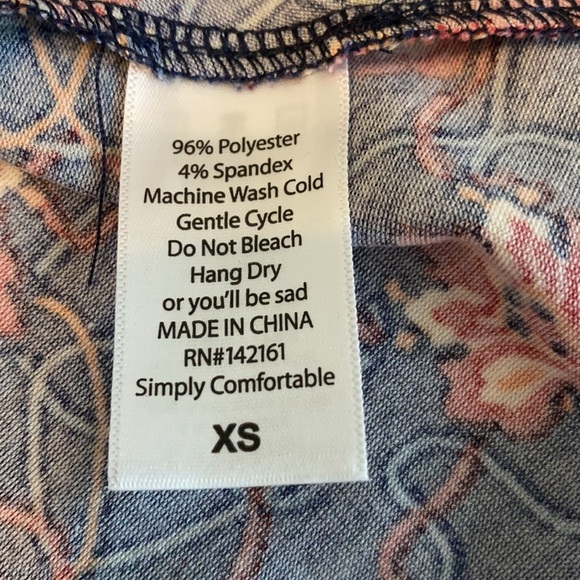 96% Polyester
4% Spandex
Machine Wash Cold
Gentle Cycle
Do Not Bleach
Hang Dry
or you'll be sad
MADE IN CHINA
RN#142161
Simply Comfortable
XS